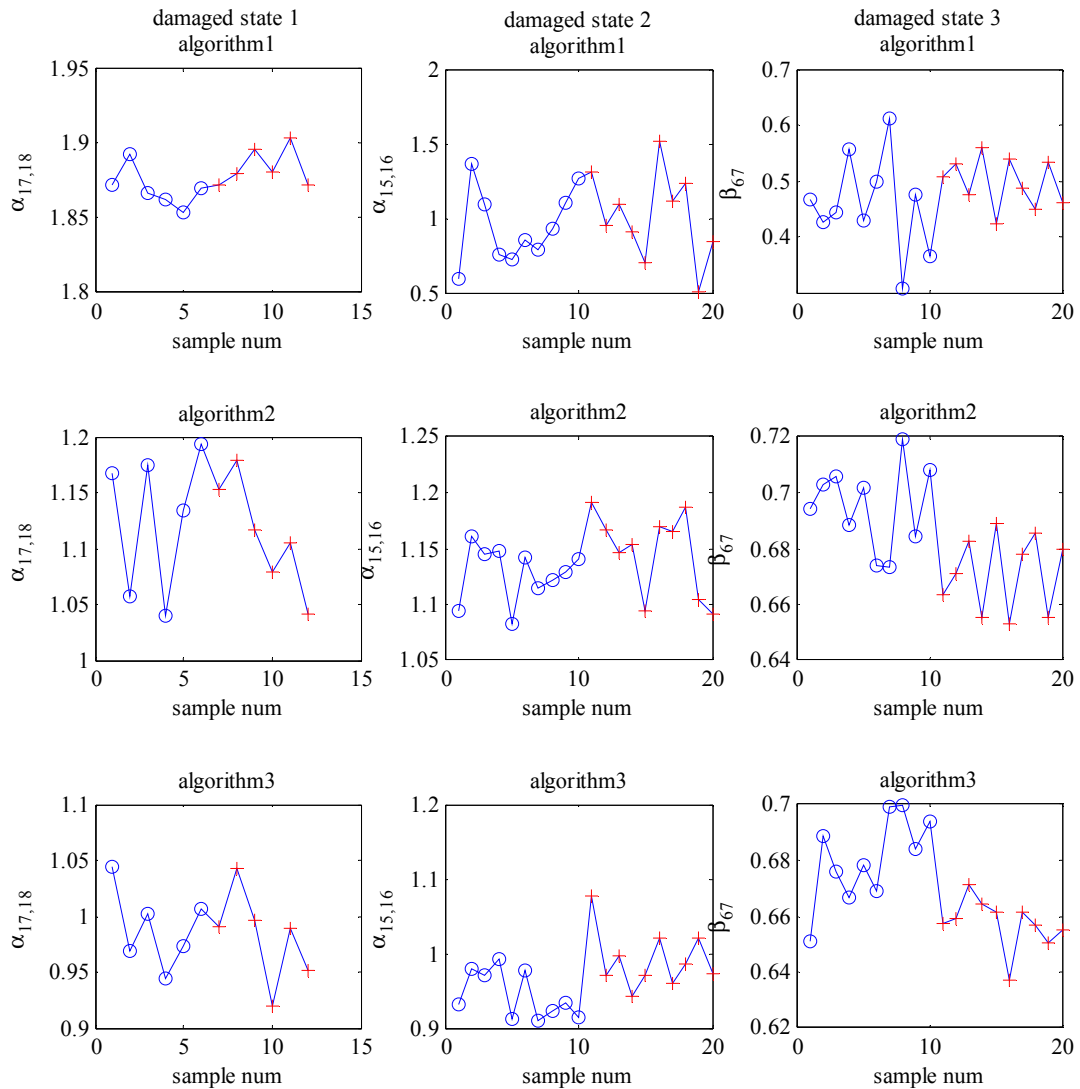 damaged state 1
algorithm1
1.95
1.9
1.85
1.8
α17,18
0 5 10 15
sample num
damaged state 2
algorithm1
2
1.5
1
0.5
α15,16
0 10 20
sample num
damaged state 3
algorithm1
0.7
0.6
0.5
0.4
β67
0 10 20
sample num
algorithm2
1.2
1.15
1.1
1.05
1
α17,18
0 5 10 15
sample num
algorithm2
1.25
1.2
1.15
1.1
1.05
α15,16
0 10 20
sample num
algorithm2
0.72
0.7
0.68
0.66
0.64
β67
0 10 20
sample num
algorithm3
1.1
1.05
1
0.95
0.9
α17,18
0 5 10 15
sample num
algorithm3
1.2
1.1
1
0.9
α15,16
0 10 20
sample num
algorithm3
0.7
0.68
0.66
0.64
0.62
β67
0 10 20
sample num